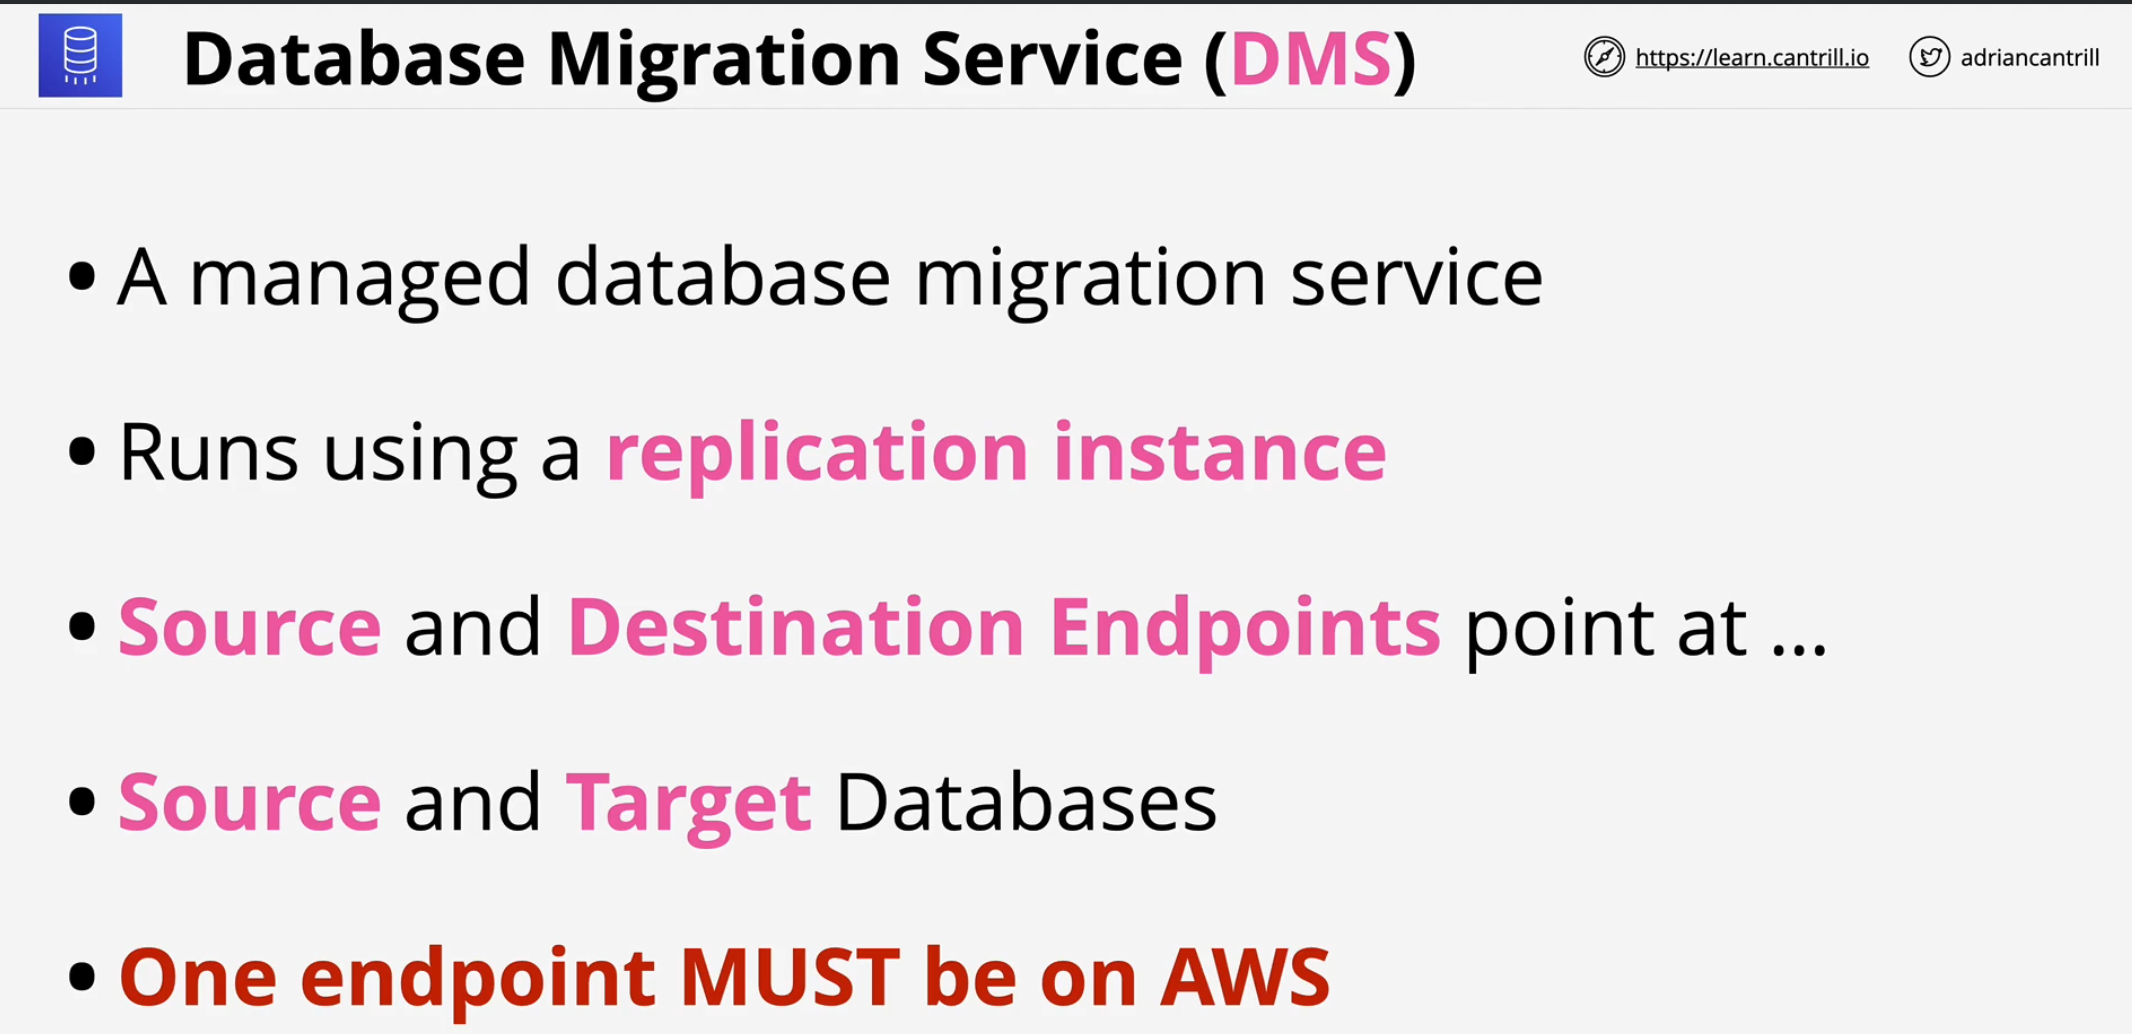 Database Migration Service (DMS)
https://learn.cantrill.io
adriancantrill
• A managed database migration service
• Runs using a replication instance
• Source and Destination Endpoints point at ...
• Source and Target Databases
• One endpoint MUST be on AWS